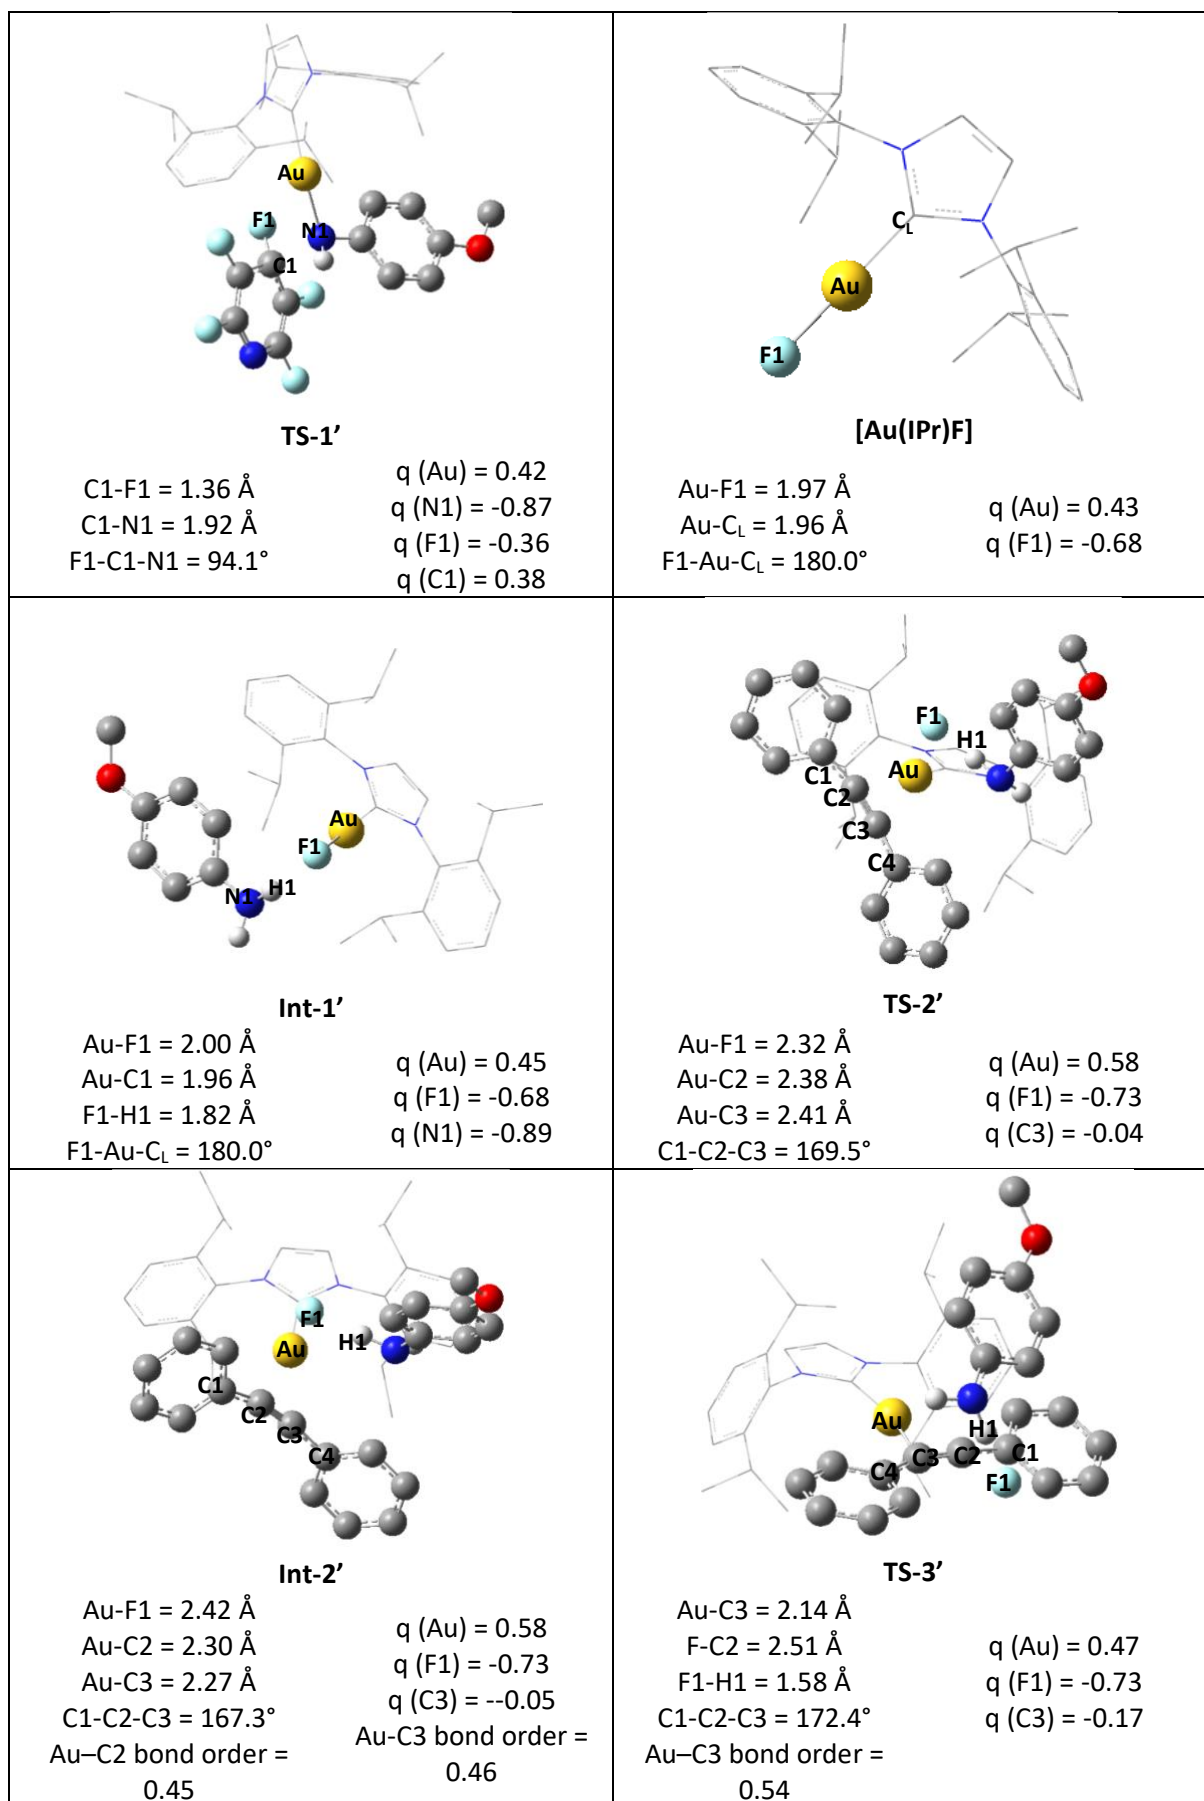 Au
F1
N1
C1
TS-1’
C1-F1 = 1.36 Å
C1-N1 = 1.92 Å
F1-C1-N1 = 94.1°
q (Au) = 0.42
q (N1) = -0.87
q (F1) = -0.36
q (C1) = 0.38
CL
Au
F1
[Au(IPr)F]
Au-F1 = 1.97 Å
Au-CL = 1.96 Å
F1-Au-CL = 180.0°
q (Au) = 0.43
q (F1) = -0.68
Au
F1
N1
H1
Int-1’
Au-F1 = 2.00 Å
Au-C1 = 1.96 Å
F1-H1 = 1.82 Å
F1-Au-CL = 180.0°
q (Au) = 0.45
q (F1) = -0.68
q (N1) = -0.89
F1
H1
C1
Au
C2
C3
C4
TS-2’
Au-F1 = 2.32 Å
Au-C2 = 2.38 Å
Au-C3 = 2.41 Å
C1-C2-C3 = 169.5°
q (Au) = 0.58
q (F1) = -0.73
q (C3) = -0.04
F1
H1
Au
C1
C2
C3
C4
Int-2’
Au-F1 = 2.42 Å
Au-C2 = 2.30 Å
Au-C3 = 2.27 Å
C1-C2-C3 = 167.3°
Au–C2 bond order =
0.45
q (Au) = 0.58
q (F1) = -0.73
q (C3) = --0.05
Au-C3 bond order =
0.46
Au
H1
C4
C3
C2
C1
F1
TS-3’
Au-C3 = 2.14 Å
F-C2 = 2.51 Å
F1-H1 = 1.58 Å
C1-C2-C3 = 172.4°
Au–C3 bond order =
0.54
q (Au) = 0.47
q (F1) = -0.73
q (C3) = -0.17